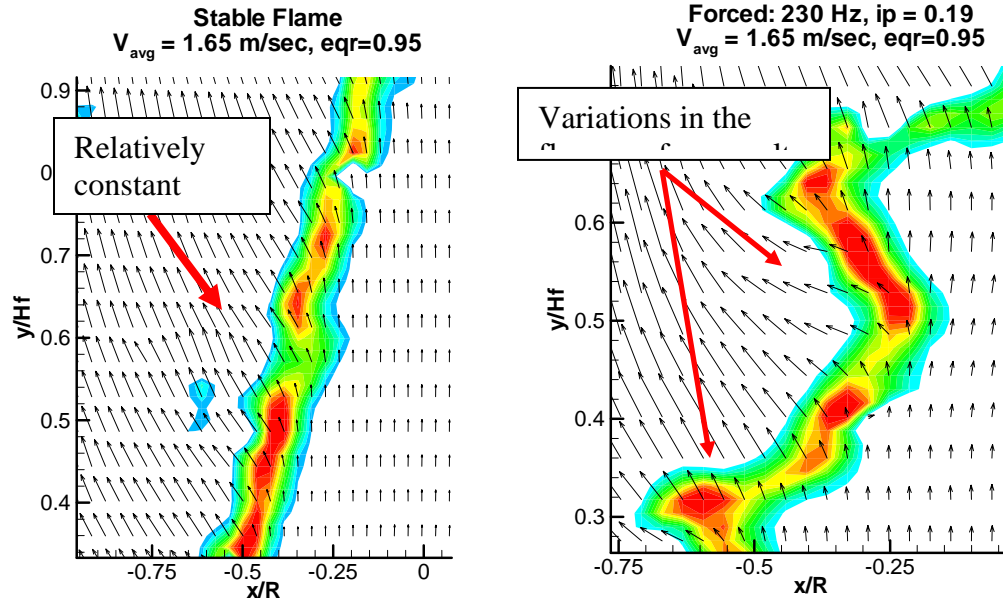 Stable Flame
Vavg = 1.65 m/sec, eqr=0.95
0.9
0
0.7
0.6
0.5
0.4
y/Hf
-0.75
-0.5
-0.25
0
x/R
Relatively
constant
Forced: 230 Hz, ip = 0.19
Vavg = 1.65 m/sec, eqr=0.95
Variations in the
0.6
0.5
0.4
0.3
y/Hf
-0.75
-0.5
-0.25
x/R